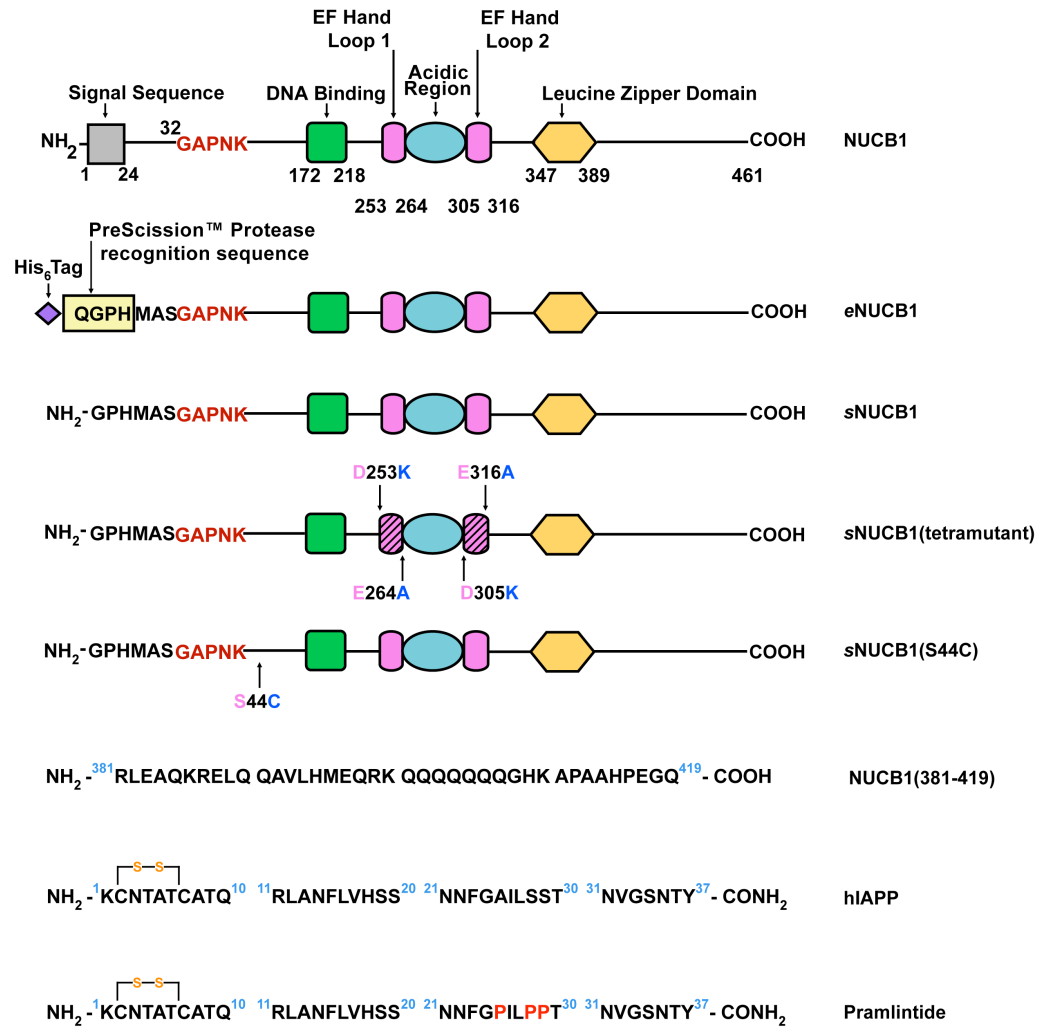 EF Hand
Loop 1
EF Hand
Loop 2
Signal Sequence
DNA Binding
Acidic
Region
Leucine Zipper Domain
NH2- 32 GAPNK COOH NUCB1
1 24 172 218 347 389 461
253 264 305 316
PreScission™ Protease
recognition sequence
His6Tag
QGPHMASGAPNK COOH eNUCB1
NH2-GPHMASGAPNK COOH sNUCB1
D253K E316A
NH2-GPHMASGAPNK COOH sNUCB1(tetramutant)
E264A D305K
NH2-GPHMASGAPNK COOH sNUCB1(S44C)
S44C
NH2-381RLEAQKRELQ QAVLHMEQRK QQQQQQQGHK APAAHPEGQ419-COOH NUCB1(381-419)
S S
NH2-1KCNTATCATQ10 11RLANFLVHSS20 21NNFGAILSST30 31NVGSNTY37-CONH2 hIAPP
S S
NH2-1KCNTATCATQ10 11RLANFLVHSS20 21NNFGPILPPT30 31NVGSNTY37-CONH2 Pramlintide